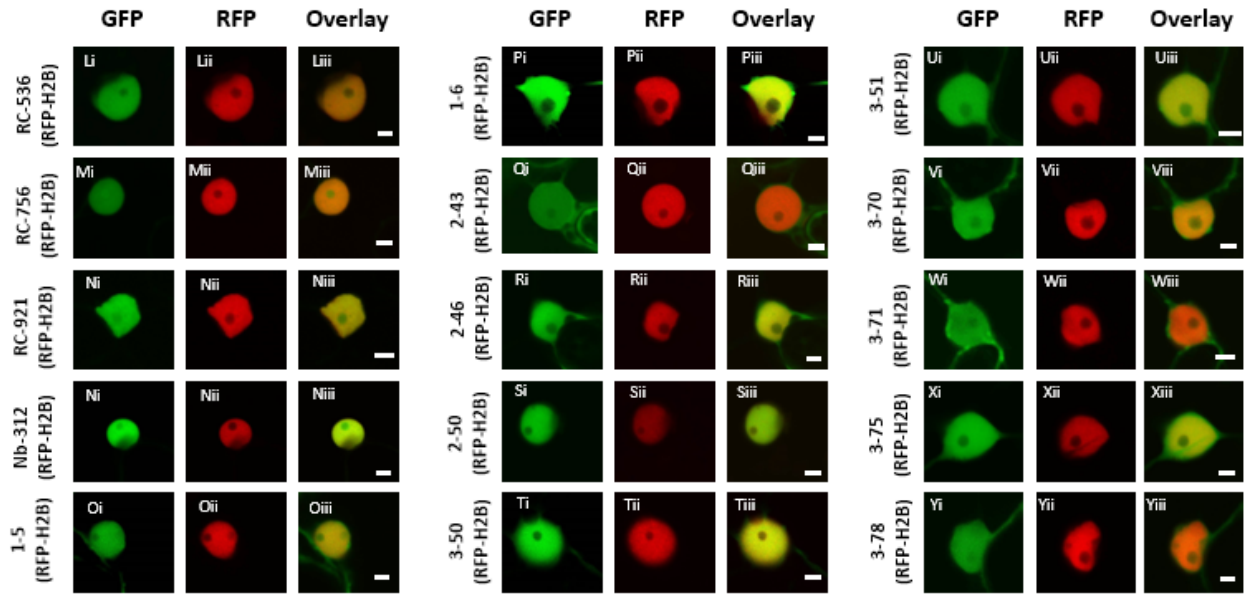 GFP RFP Overlay
RC-536
(RFP-H2B)
Li Lii Liii
RC-756
(RFP-H2B)
Mi Mii Miii
RC-921
(RFP-H2B)
Ni Nii Niii
Nb-312
(RFP-H2B)
Ni Nii Niii
1-5
(RFP-H2B)
Oi Oii Oiii
GFP RFP Overlay
1-6
(RFP-H2B)
Pi Pii Piii
2-43
(RFP-H2B)
Qi Qii Qiii
2-46
(RFP-H2B)
Ri Rii Riii
2-50
(RFP-H2B)
Si Sii Siii
3-50
(RFP-H2B)
Ti Tii Tiii
GFP RFP Overlay
3-51
(RFP-H2B)
Ui Uii Uiii
3-70
(RFP-H2B)
Vi Vii Viii
3-71
(RFP-H2B)
Wi Wii Wiii
3-75
(RFP-H2B)
Xi Xii Xiii
3-78
(RFP-H2B)
Yi Yii Yiii